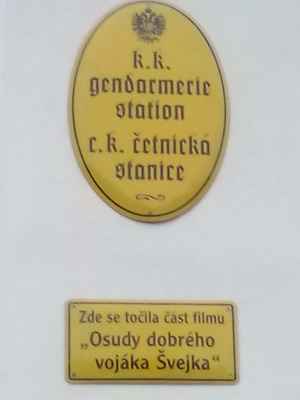 k.k.
gendarmerie
station
c.k. četnická
stanice
Zde se točila část filmu
„Osudy dobrého
vojáka Švejka“